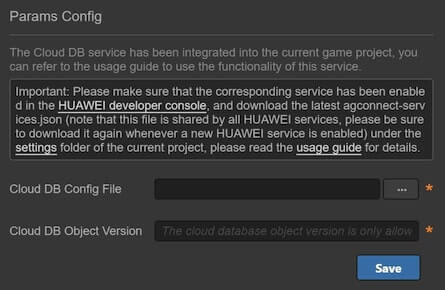 Params Config
The Cloud DB service has been integrated into the current game project, you
can refer to the usage guide to use the functionality of this service.
Important: Please make sure that the corresponding service has been enable
d in the HUAWEI developer console, and download the latest agconnect-serv
ices.json (note that this file is shared by all HUAWEI services, please be sure
to download it again whenever a new HUAWEI service is enabled) under the
settings folder of the current project, please read the usage guide for details.
Cloud DB Config File ... *
Cloud DB Object Version The cloud database object version is only allow *
Save